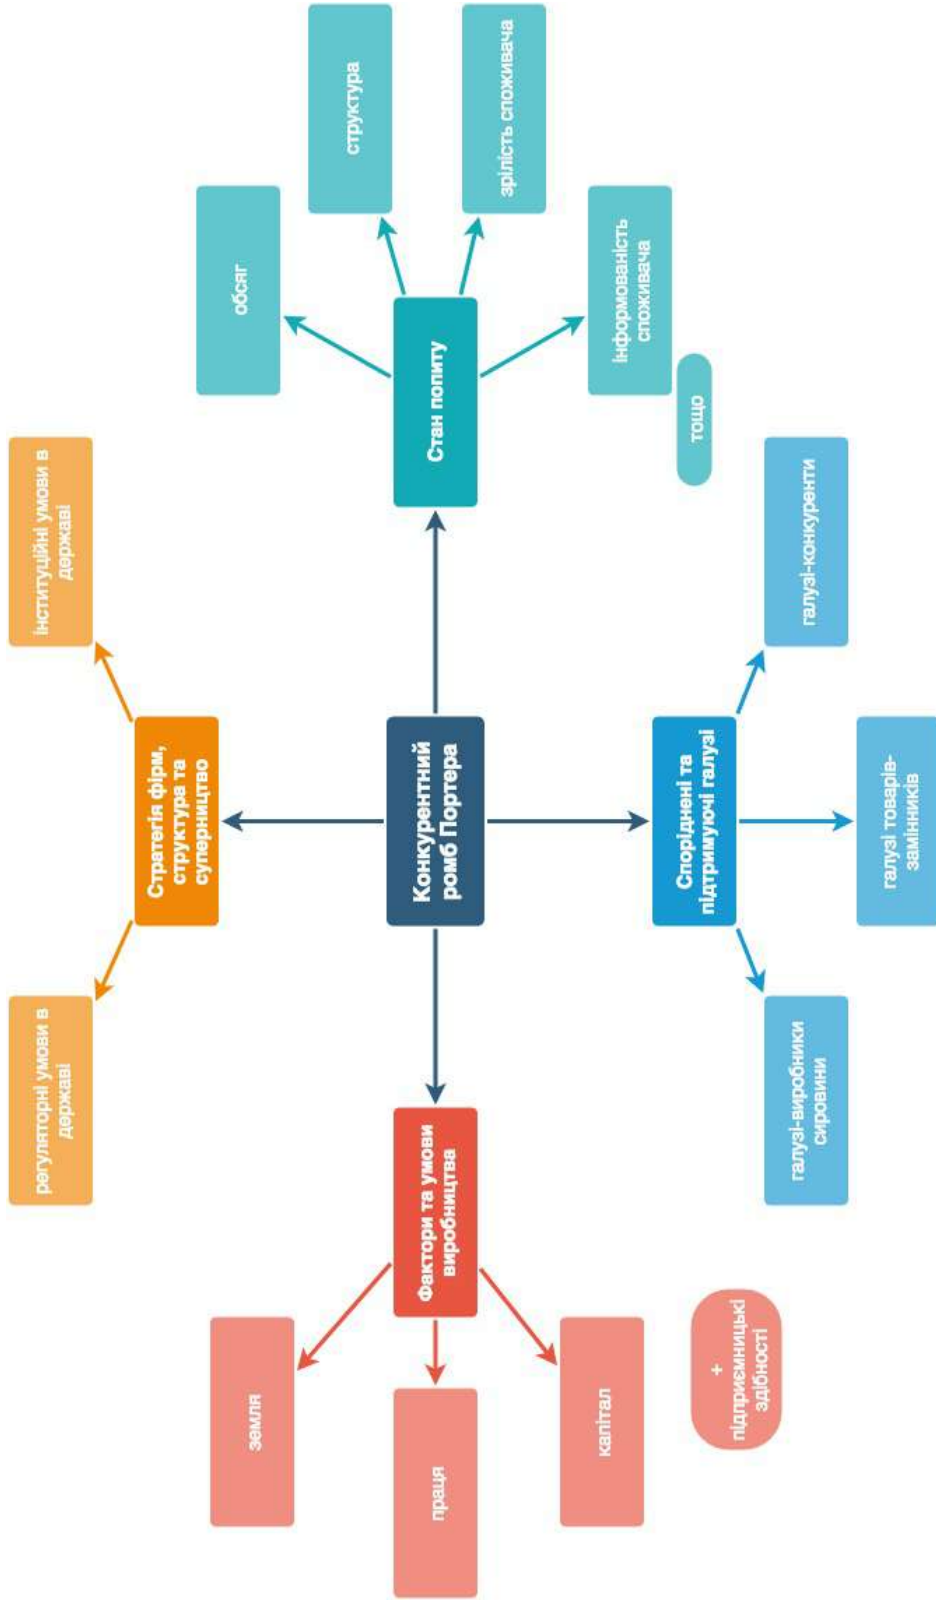 регуляторні умови в
державі
інституційні умови в
державі
Стратегія фірм,
структура та
суперництво
земля
праця
капітал
+
підприємницькі
здібності
Фактори та умови
виробництва
Конкурентний
ромб Портера
Стан попиту
обсяг
структура
зрілість споживача
інформованість
споживача
тощо
Споріднені та
підтримуючі галузі
галузі-виробники
сировини
галузі товарів-
замінників
галузі-конкуренти